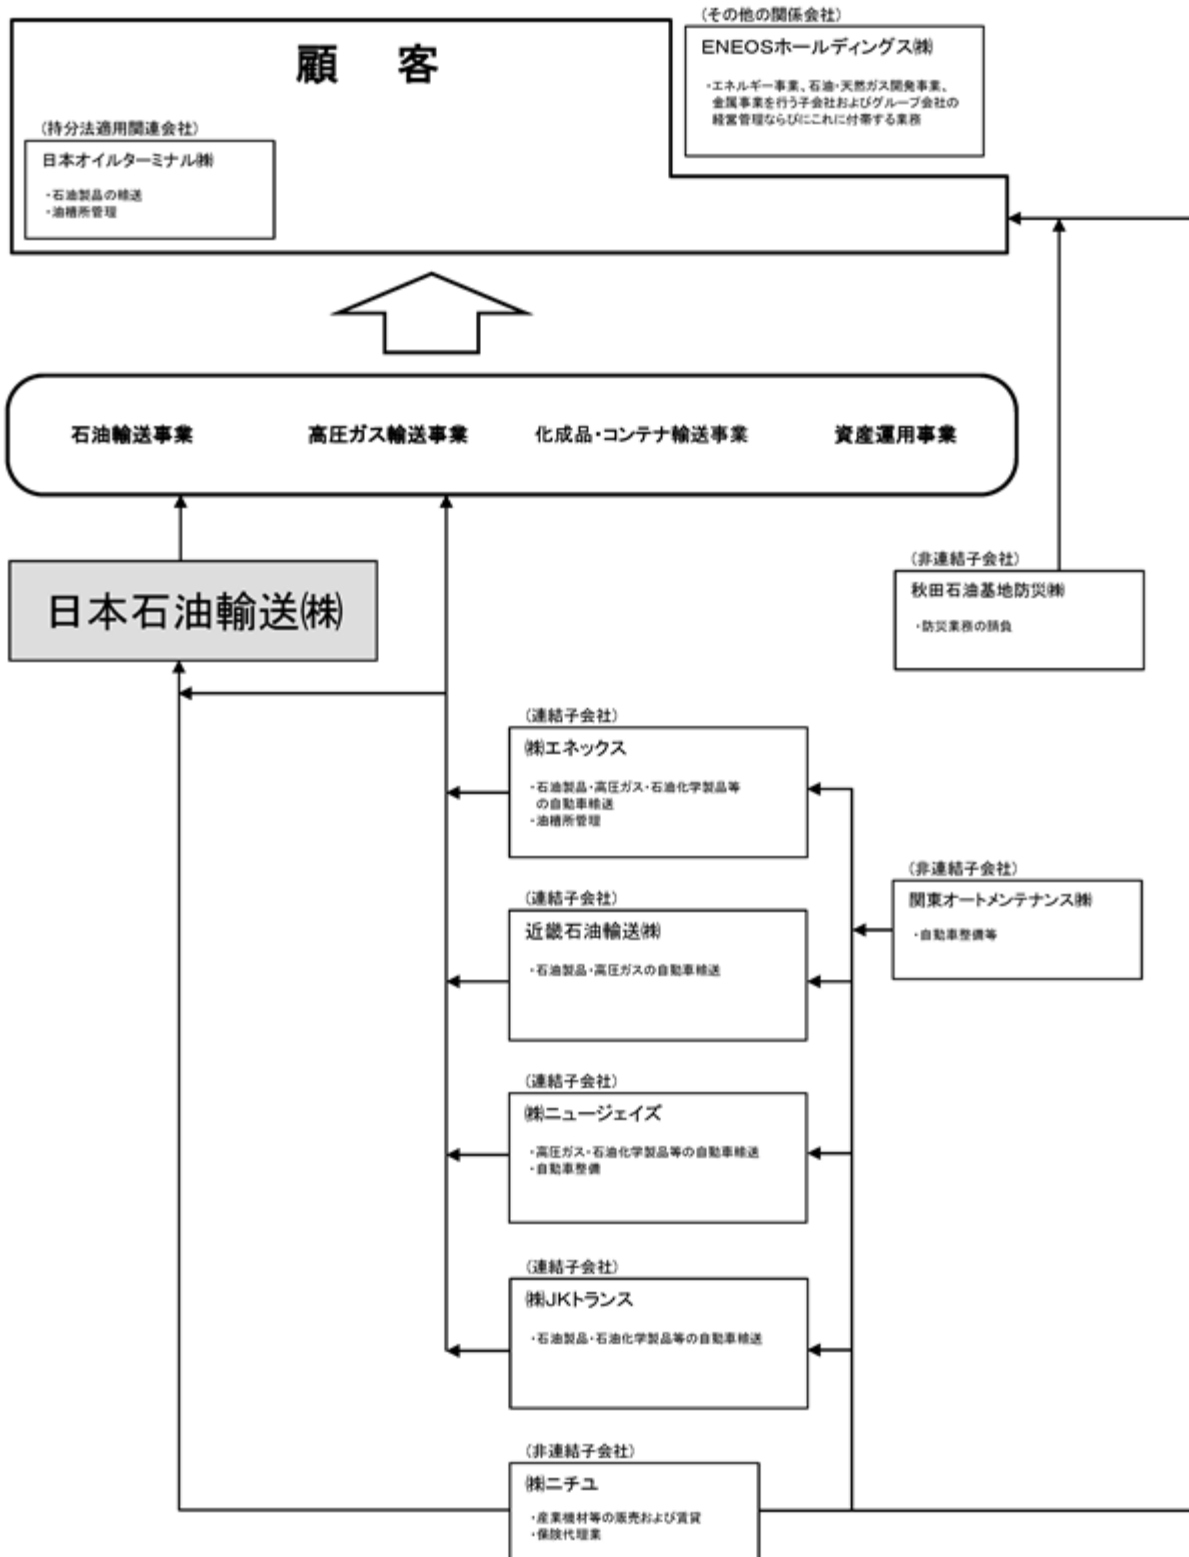 (その他の関係会社)
ENEOSホールディングス㈱
・エネルギー事業、石油・天然ガス開発事業、
金属事業を行う子会社およびグループ会社の
経営管理ならびにこれに付帯する業務
顧　客
(持分法適用関連会社)
日本オイルターミナル㈱
・石油製品の輸送
・油槽所管理
石油輸送事業
高圧ガス輸送事業
化成品・コンテナ輸送事業
資産運用事業
日本石油輸送(株)
(非連結子会社)
秋田石油基地防災㈱
・防災業務の請負
(連結子会社)
㈱エネックス
・石油製品・高圧ガス・石油化学製品等
の自動車輸送
・油槽所管理
(非連結子会社)
関東オートメンテナンス㈱
・自動車整備等
(連結子会社)
近畿石油輸送㈱
・石油製品・高圧ガスの自動車輸送
(連結子会社)
㈱ニュージェイズ
・高圧ガス・石油化学製品等の自動車輸送
・自動車整備
(連結子会社)
㈱JKトランス
・石油製品・石油化学製品等の自動車輸送
(非連結子会社)
㈱ニチユ
・産業機材等の販売および賃貸
・保険代理業